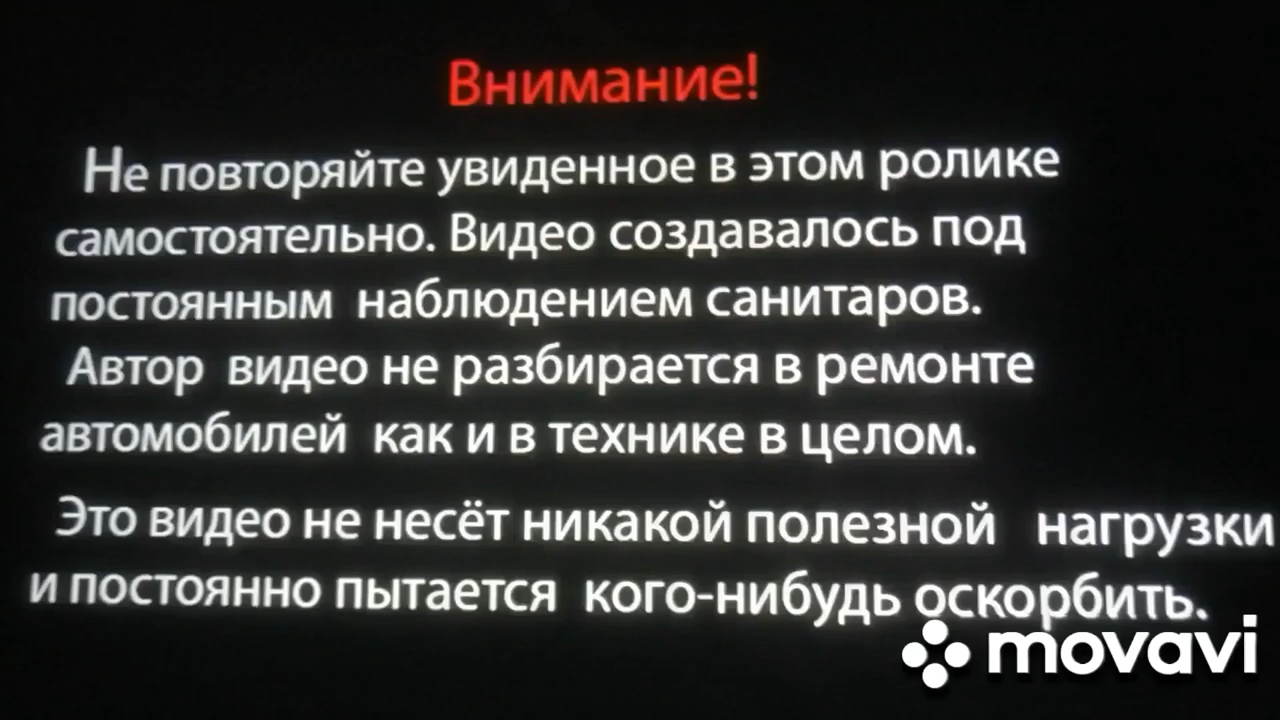 Внимание!
Не повторяйте увиденное в этом ролике
самостоятельно. Видео создавалось под
постоянным наблюдением санитаров.
Автор видео не разбирается в ремонте
автомобилей как и в технике в целом.
Это видео не несёт никакой полезной нагрузки
и постоянно пытается кого-нибудь оскорбить.
movavi